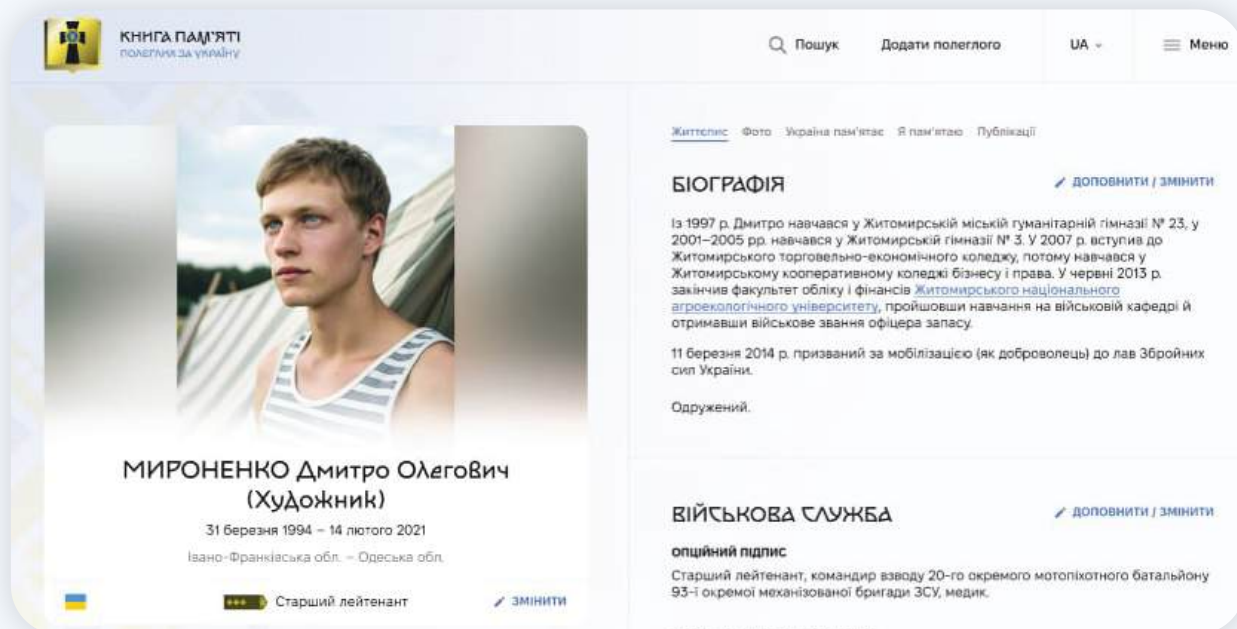 КНИГА ПАМ'ЯТІ
ПОЛЕГЛИХ ЗА УКРАЇНУ
Пошук
Додати полеглого
UA
Меню
МИРОНЕНКО Дмитро Олегович
(Художник)
31 березня 1994 – 14 лютого 2021
Івано-Франківська обл. – Одеська обл.
Старший лейтенант
ЗМІНИТИ
Життєпис Фото Україна пам'ятає Я пам'ятаю Публікації
БІОГРАФІЯ
ДОПОВНИТИ / ЗМІНИТИ
Із 1997 р. Дмитро навчався у Житомирській міській гуманітарній гімназії № 23, у
2001–2005 рр. навчався у Житомирській гімназії № 3. У 2007 р. вступив до
Житомирського торговельно-економічного коледжу, потому навчався у
Житомирському кооперативному коледжі бізнесу і права. У червні 2013 р.
закінчив факультет обліку і фінансів Житомирського національного
агроекологічного університету, пройшовши навчання на військовій кафедрі й
отримавши військове звання офіцера запасу.
11 березня 2014 р. призваний за мобілізацією (як доброволець) до лав Збройних
сил України.
Одружений.
ВІЙСЬКОВА СЛУЖБА
ДОПОВНИТИ / ЗМІНИТИ
опційний підпис
Старший лейтенант, командир взводу 20-го окремого мотопіхотного батальйону
93-ї окремої механізованої бригади ЗСУ, медик.